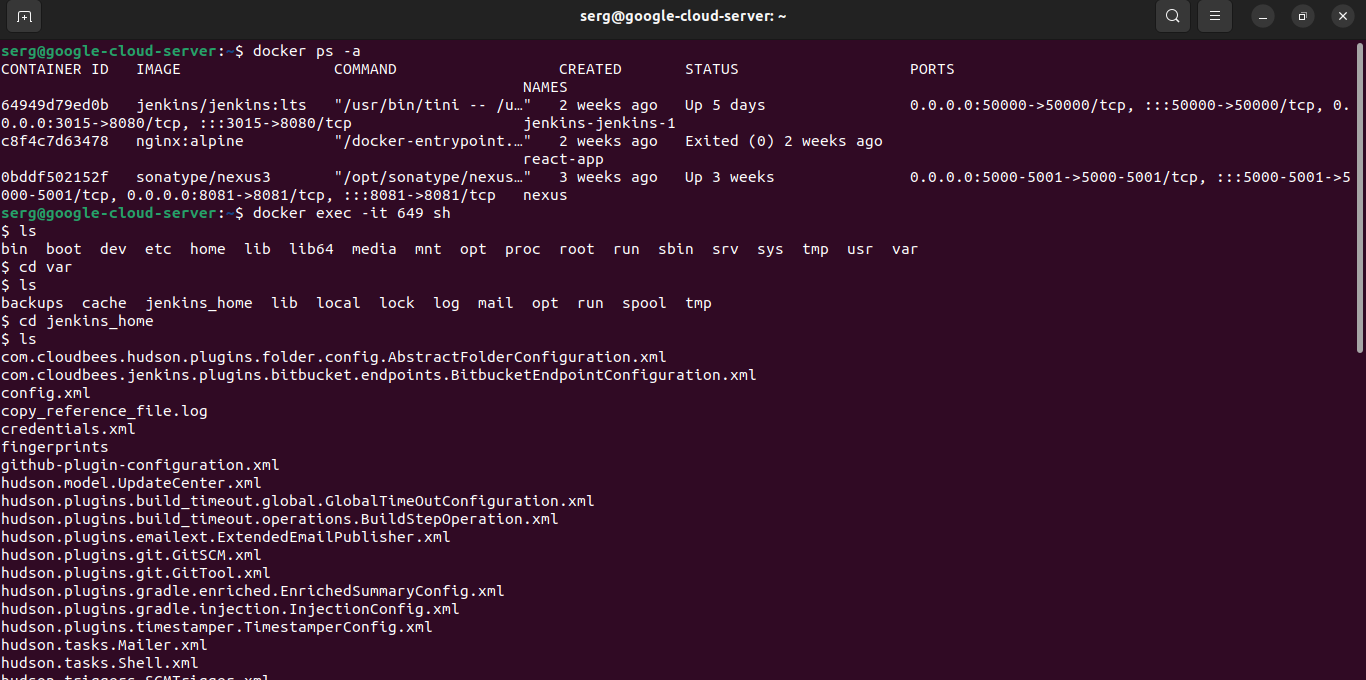 serg@google-cloud-server: ~
serg@google-cloud-server:~$ docker ps -a
CONTAINER ID   IMAGE                 COMMAND                  CREATED       STATUS                   PORTS
                                                          NAMES
64949d79ed0b   jenkins/jenkins:lts   "/usr/bin/tini -- /u…"   2 weeks ago   Up 5 days                0.0.0.0:50000->50000/tcp, :::50000->50000/tcp, 0.
0.0.0:3015->8080/tcp, :::3015->8080/tcp                   jenkins-jenkins-1
c8f4c7d63478   nginx:alpine          "/docker-entrypoint.…"   2 weeks ago   Exited (0) 2 weeks ago
                                                          react-app
0bddf502152f   sonatype/nexus3       "/opt/sonatype/nexus…"   3 weeks ago   Up 3 weeks               0.0.0.0:5000-5001->5000-5001/tcp, :::5000-5001->5
000-5001/tcp, 0.0.0.0:8081->8081/tcp, :::8081->8081/tcp   nexus
serg@google-cloud-server:~$ docker exec -it 649 sh
$ ls
bin  boot  dev  etc  home  lib  lib64  media  mnt  opt  proc  root  run  sbin  srv  sys  tmp  usr  var
$ cd var
$ ls
backups  cache  jenkins_home  lib  local  lock  log  mail  opt  run  spool  tmp
$ cd jenkins_home
$ ls
com.cloudbees.hudson.plugins.folder.config.AbstractFolderConfiguration.xml
com.cloudbees.jenkins.plugins.bitbucket.endpoints.BitbucketEndpointConfiguration.xml
config.xml
copy_reference_file.log
credentials.xml
fingerprints
github-plugin-configuration.xml
hudson.model.UpdateCenter.xml
hudson.plugins.build_timeout.global.GlobalTimeOutConfiguration.xml
hudson.plugins.build_timeout.operations.BuildStepOperation.xml
hudson.plugins.emailext.ExtendedEmailPublisher.xml
hudson.plugins.git.GitSCM.xml
hudson.plugins.git.GitTool.xml
hudson.plugins.gradle.enriched.EnrichedSummaryConfig.xml
hudson.plugins.gradle.injection.InjectionConfig.xml
hudson.plugins.timestamper.TimestamperConfig.xml
hudson.tasks.Mailer.xml
hudson.tasks.Shell.xml
hudson.triggers.SCMTrigger.xml